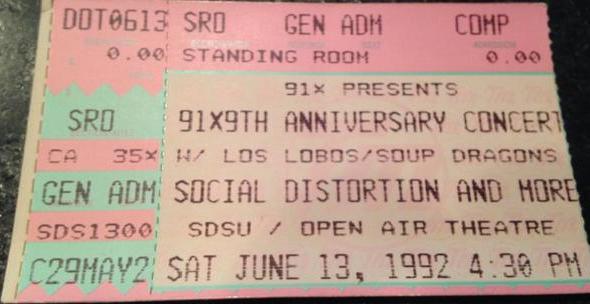 DOT0613 SRO GEN ADM COMP
0.00 STANDING ROOM 0.00
91X PRESENTS
SRO 91X9TH ANNIVERSARY CONCERT
CA 35X W/ LOS LOBOS/SOUP DRAGONS
GEN ADM SOCIAL DISTORTION AND MORE
SDS1300 SDSU / OPEN AIR THEATRE
C29MAY2 SAT JUNE 13, 1992 4:30 PM